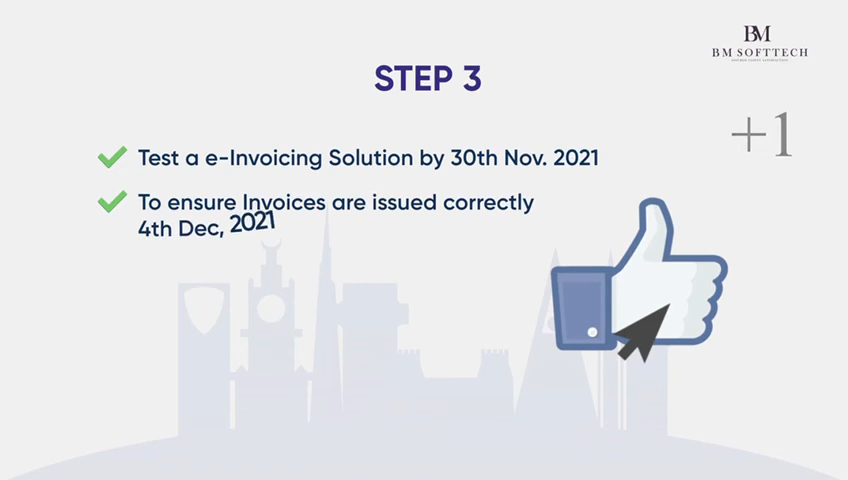 BM
BM SOFTTECH
STEP 3
+1
Test a e-Invoicing Solution by 30th Nov. 2021
To ensure Invoices are issued correctly
4th Dec, 2021